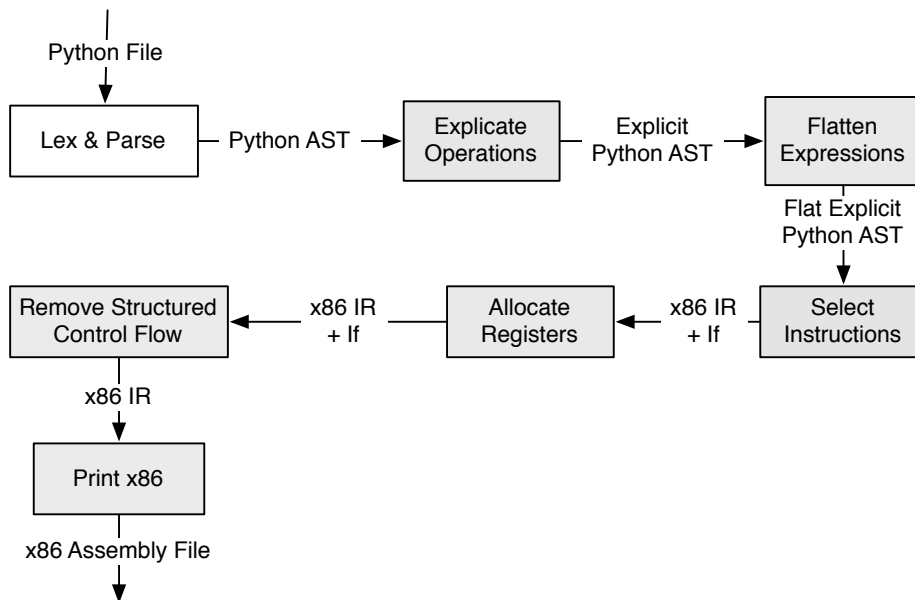 Python File
Lex & Parse
Python AST
Explicate
Operations
Explicit
Python AST
Flatten
Expressions
Flat Explicit
Python AST
Select
Instructions
x86 IR
+ If
Allocate
Registers
x86 IR
+ If
Remove Structured
Control Flow
x86 IR
Print x86
x86 Assembly File